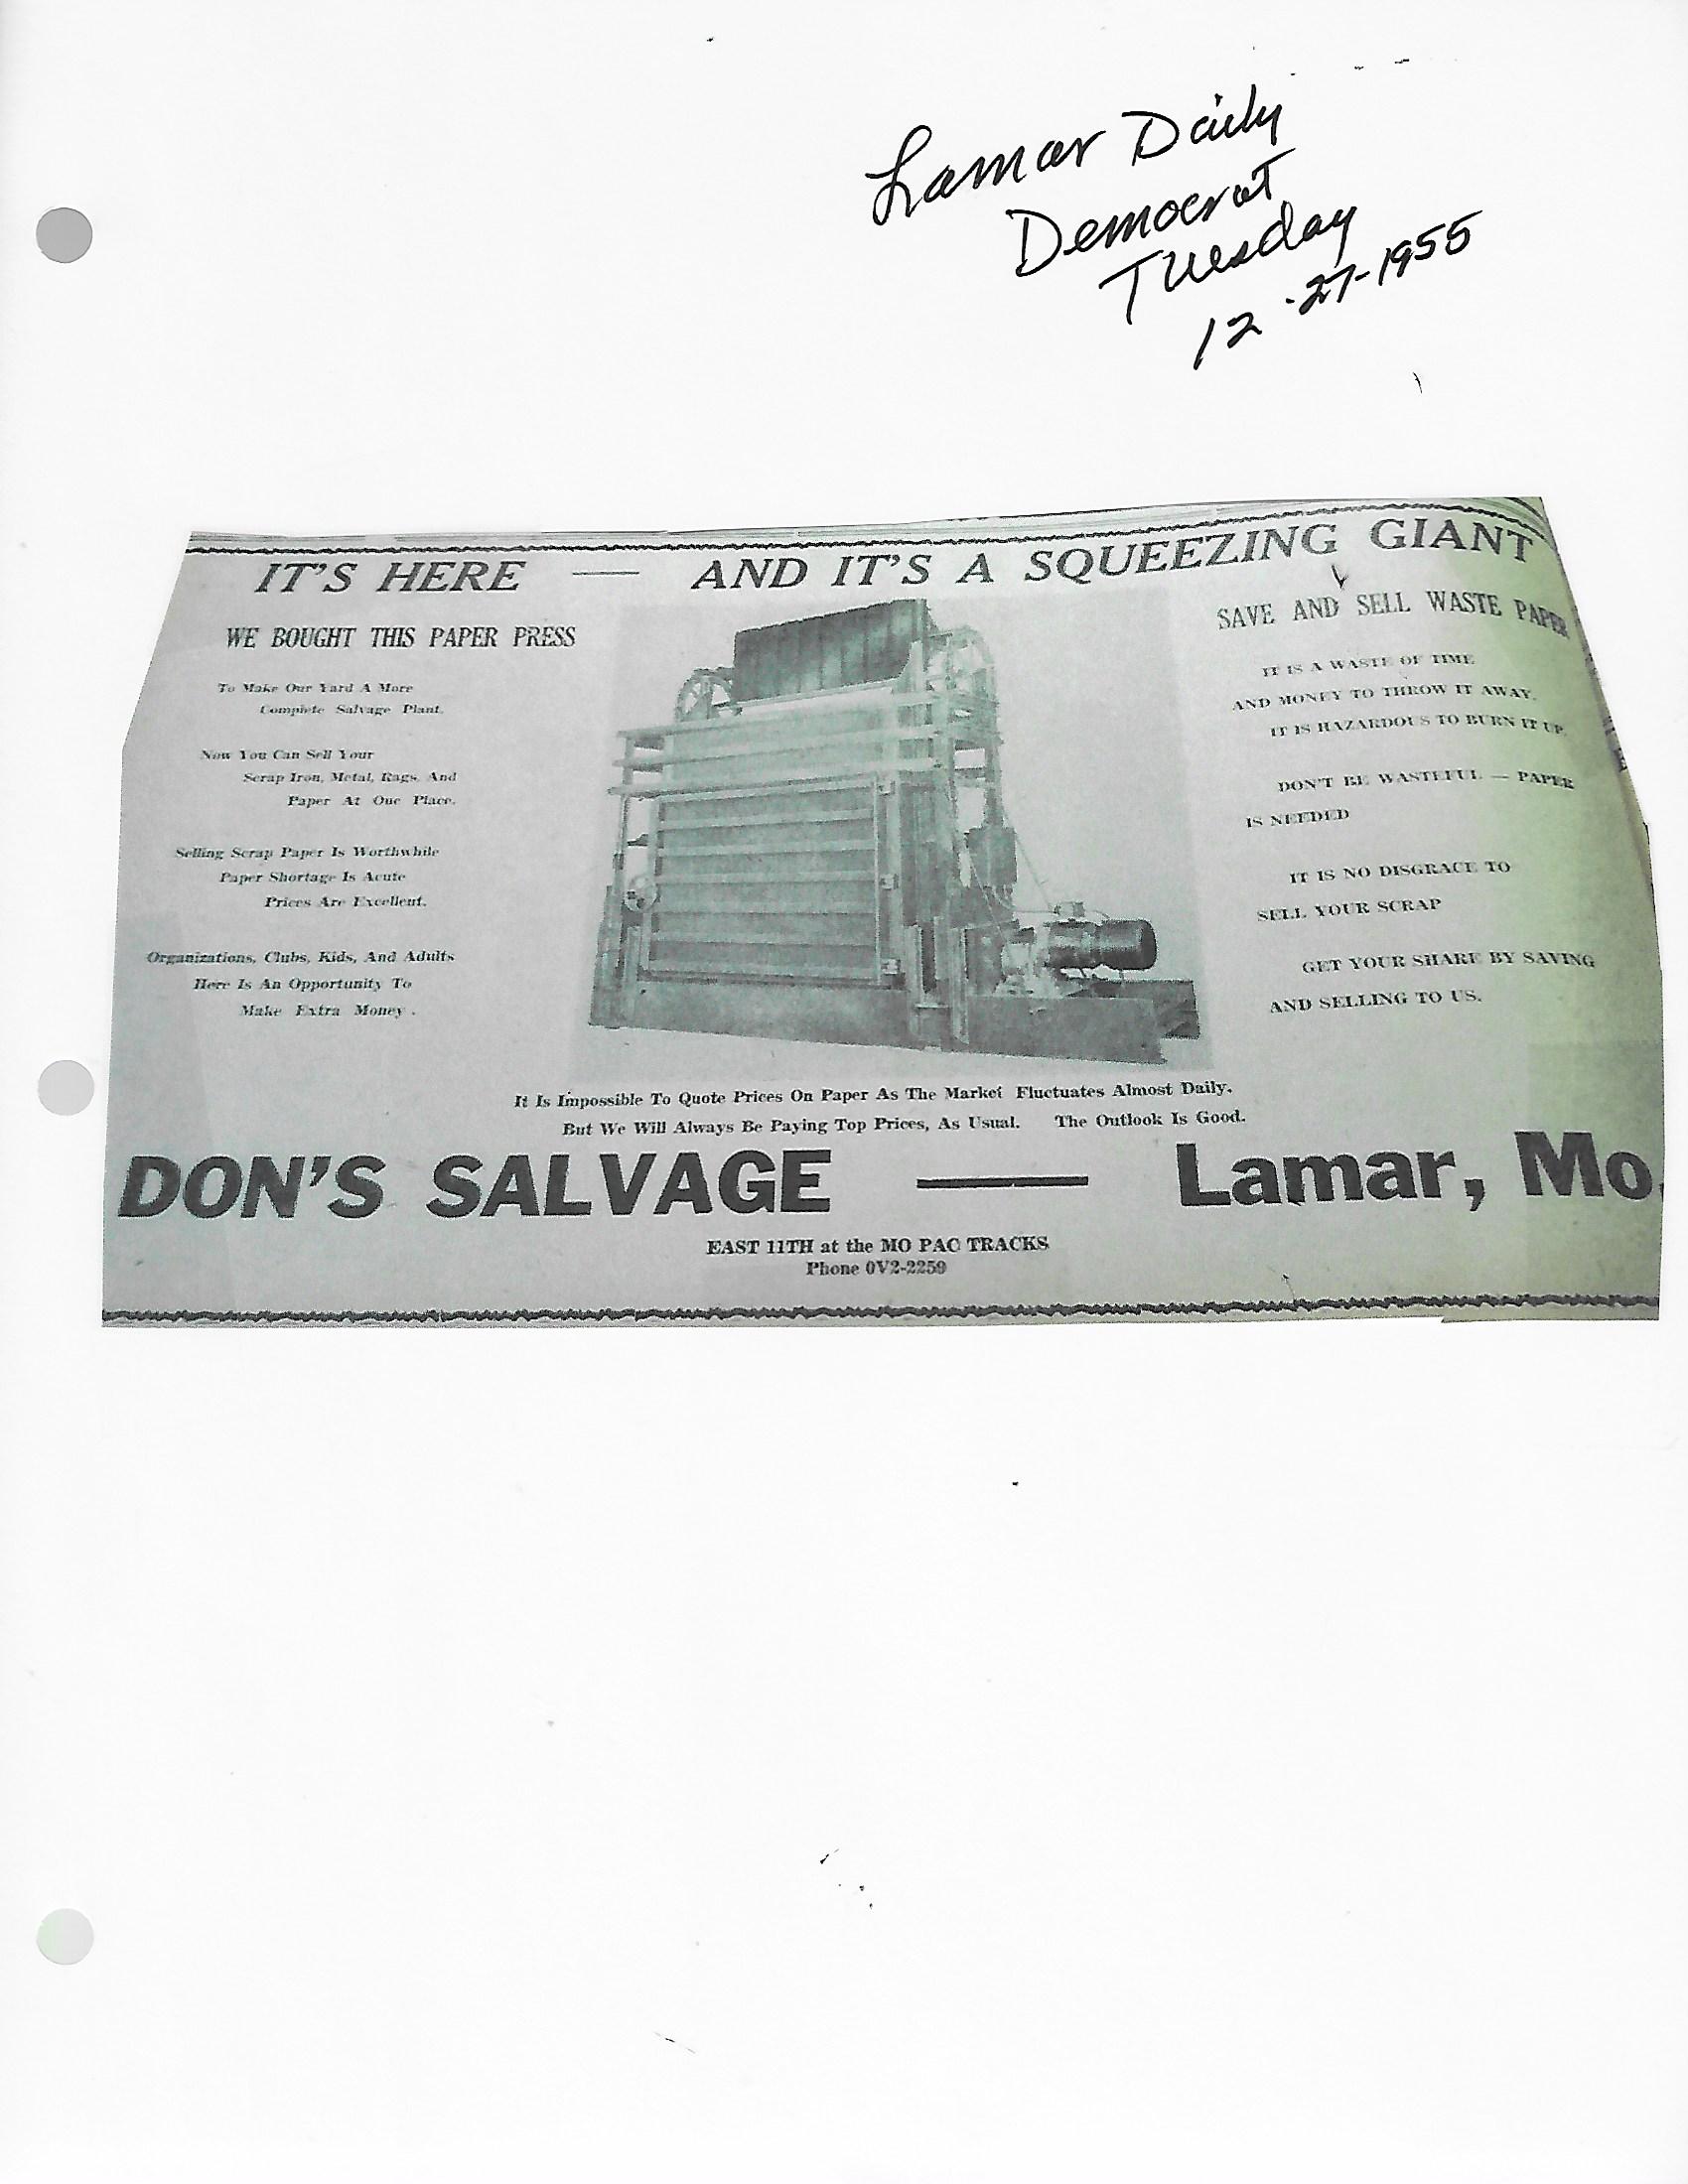 Lamar Daily
Democrat
Tuesday
12-27-1955
IT'S HERE — AND IT'S A SQUEEZING GIANT
WE BOUGHT THIS PAPER PRESS
To Make Our Yard A More
Complete Salvage Plant.
Now You Can Sell Your
Scrap Iron, Metal, Rags, And
Paper At One Place.
Selling Scrap Paper Is Worthwhile
Paper Shortage Is Acute
Prices Are Excellent.
Organizations, Clubs, Kids, And Adults
Here Is An Opportunity To
Make Extra Money.
SAVE AND SELL WASTE PAPER
IT IS A WASTE OF TIME
AND MONEY TO THROW IT AWAY.
IT IS HAZARDOUS TO BURN IT UP.
DON'T BE WASTEFUL — PAPER
IS NEEDED
IT IS NO DISGRACE TO
SELL YOUR SCRAP
GET YOUR SHARE BY SAVING
AND SELLING TO US.
It Is Impossible To Quote Prices On Paper As The Market Fluctuates Almost Daily.
But We Will Always Be Paying Top Prices, As Usual. The Outlook Is Good.
DON'S SALVAGE — Lamar, Mo.
EAST 11TH at the MO PAC TRACKS
Phone 0V2-2259